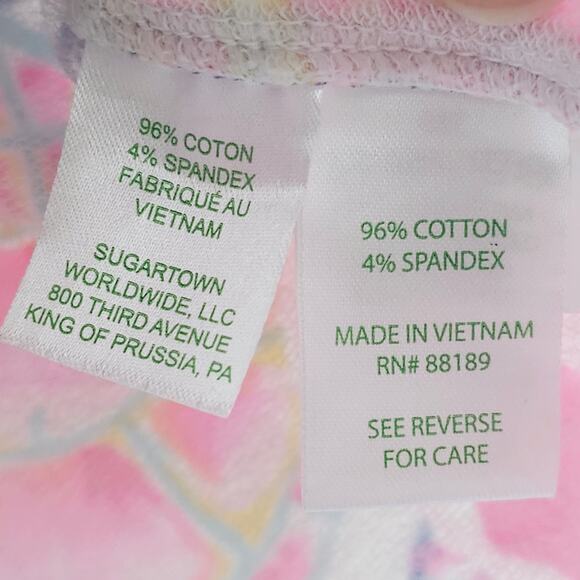 96% COTON
4% SPANDEX
FABRIQUÉ AU
VIETNAM
SUGARTOWN
WORLDWIDE, LLC
800 THIRD AVENUE
KING OF PRUSSIA, PA
96% COTTON
4% SPANDEX
MADE IN VIETNAM
RN# 88189
SEE REVERSE
FOR CARE